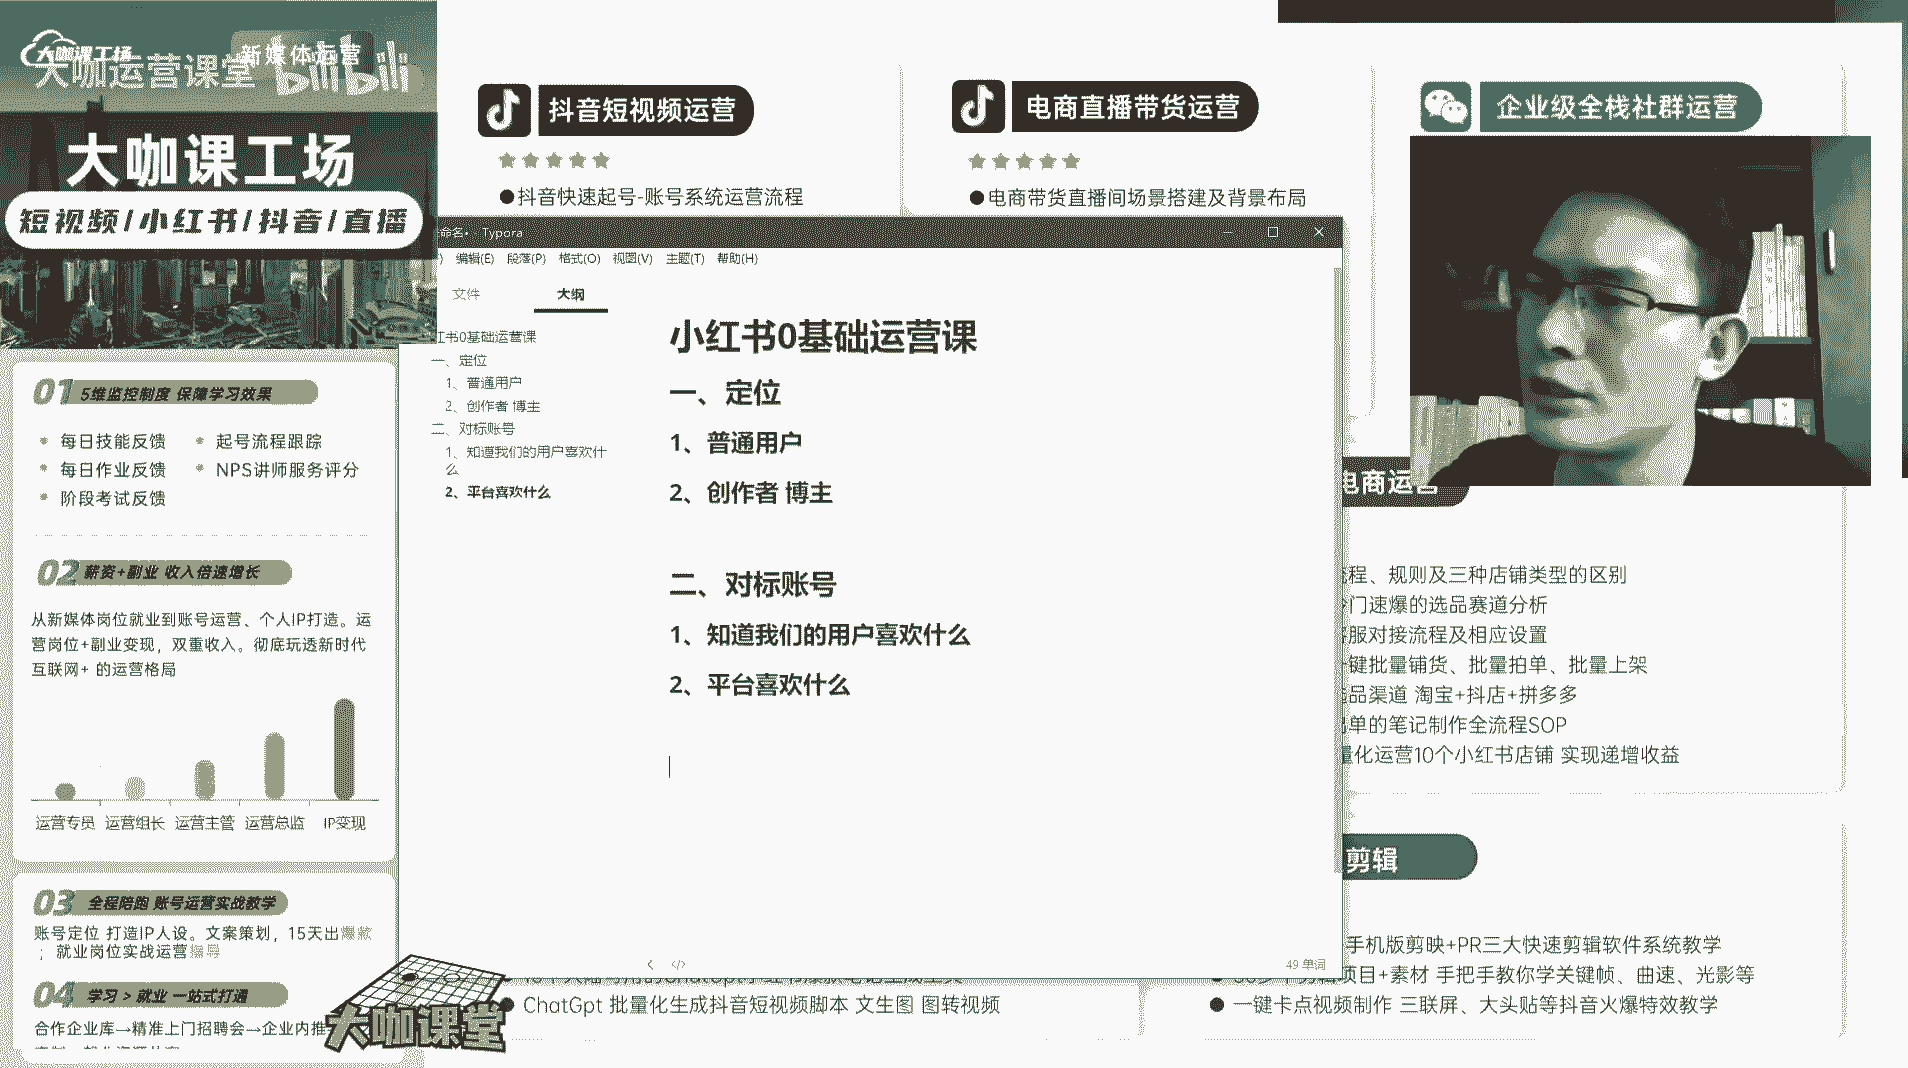 大咖课工场
新媒体运营
大咖运营课堂
bilibili
大咖课工场
短视频/小红书/抖音/直播
抖音短视频运营
●抖音快速起号-账号系统运营流程
电商直播带货运营
●电商带货直播间场景搭建及背景布局
企业级全栈社群运营
命名• Typora
编辑(E) 段落(P) 格式(O) 视图(V) 主题(T) 帮助(H)
文件 大纲
红书0基础运营课
一、定位
1、普通用户
2、创作者 博主
二、对标账号
1、知道我们的用户喜欢什
么
2、平台喜欢什么
小红书0基础运营课
一、定位
1、普通用户
2、创作者 博主
二、对标账号
1、知道我们的用户喜欢什么
2、平台喜欢什么
49 单词
01 5维监控制度 保障学习效果
每日技能反馈 起号流程跟踪
每日作业反馈 NPS讲师服务评分
阶段考试反馈
02 薪资+副业 收入倍速增长
从新媒体岗位就业到账号运营、个人IP打造。运
营岗位+副业变现，双重收入。彻底玩透新时代
互联网+ 的运营格局
运营专员 运营组长 运营主管 运营总监 IP变现
03 全程陪跑 账号运营实战教学
账号定位 打造IP人设。文案策划，15天出爆款
；就业岗位实战运营指导
04 学习 > 就业 一站式打通
合作企业库→精准上门招聘会→企业内推
大咖课堂
电商运营
程、规则及三种店铺类型的区别
门速爆的选品赛道分析
服对接流程及相应设置
键批量铺货、批量拍单、批量上架
品渠道 淘宝+抖店+拼多多
单的笔记制作全流程SOP
量化运营10个小红书店铺 实现递增收益
剪辑
手机版剪映+PR三大快速剪辑软件系统教学
项目+素材 手把手教你学关键帧、曲速、光影等
● 一键卡点视频制作 三联屏、大头贴等抖音火爆特效教学
● ChatGpt 批量化生成抖音短视频脚本 文生图 图转视频